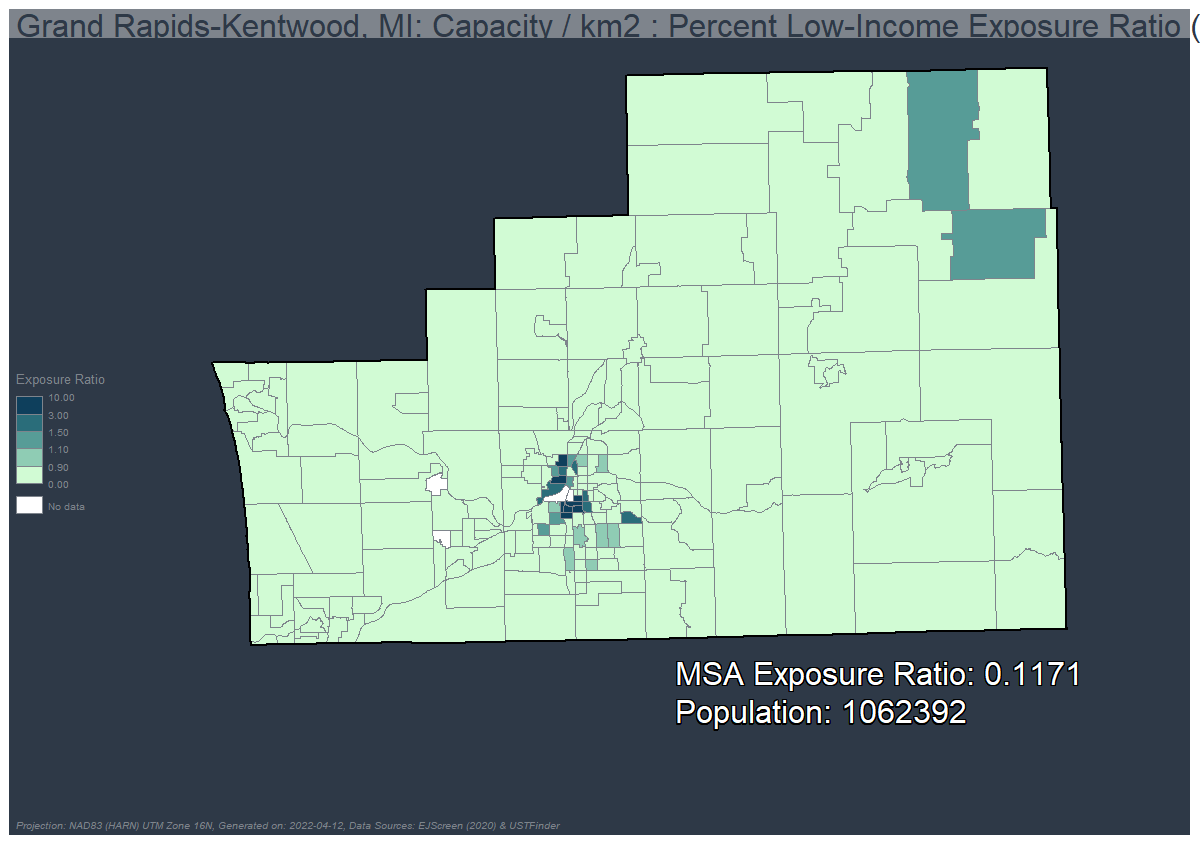 Grand Rapids-Kentwood, MI: Capacity / km2 : Percent Low-Income Exposure Ratio (
Exposure Ratio
10.00
3.00
1.50
1.10
0.90
0.00
No data
MSA Exposure Ratio: 0.1171
Population: 1062392
Projection: NAD83 (HARN) UTM Zone 16N, Generated on: 2022-04-12, Data Sources: EJScreen (2020) & USTFinder